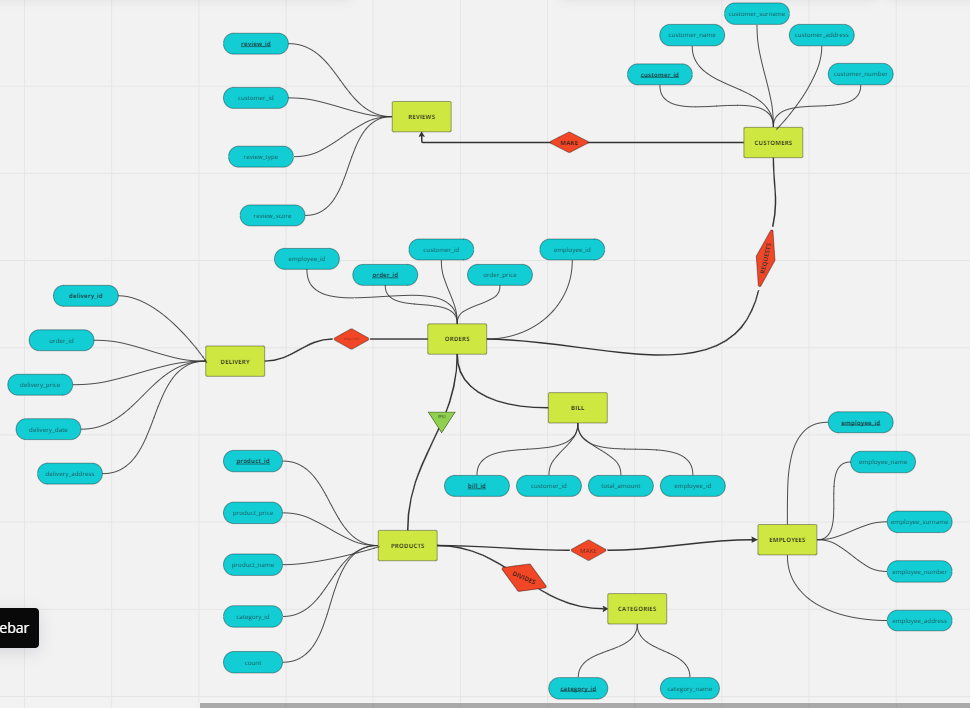 customer_surname
customer_name
customer_address
review_id
customer_id
customer_number
customer_id
REVIEWS
MAKE
CUSTOMERS
review_type
review_score
customer_id
employee_id
employee_id
order_id
order_price
REQUESTS
delivery_id
order_id
ORDERS
DELIVERY
delivery_price
BILL
delivery_date
employee_id
product_id
employee_name
delivery_address
bill_id
customer_id
total_amount
employee_id
product_price
employee_surname
PRODUCTS
MAKE
EMPLOYEES
product_name
employee_number
DIVIDES
category_id
CATEGORIES
employee_address
ebar
count
category_id
category_name